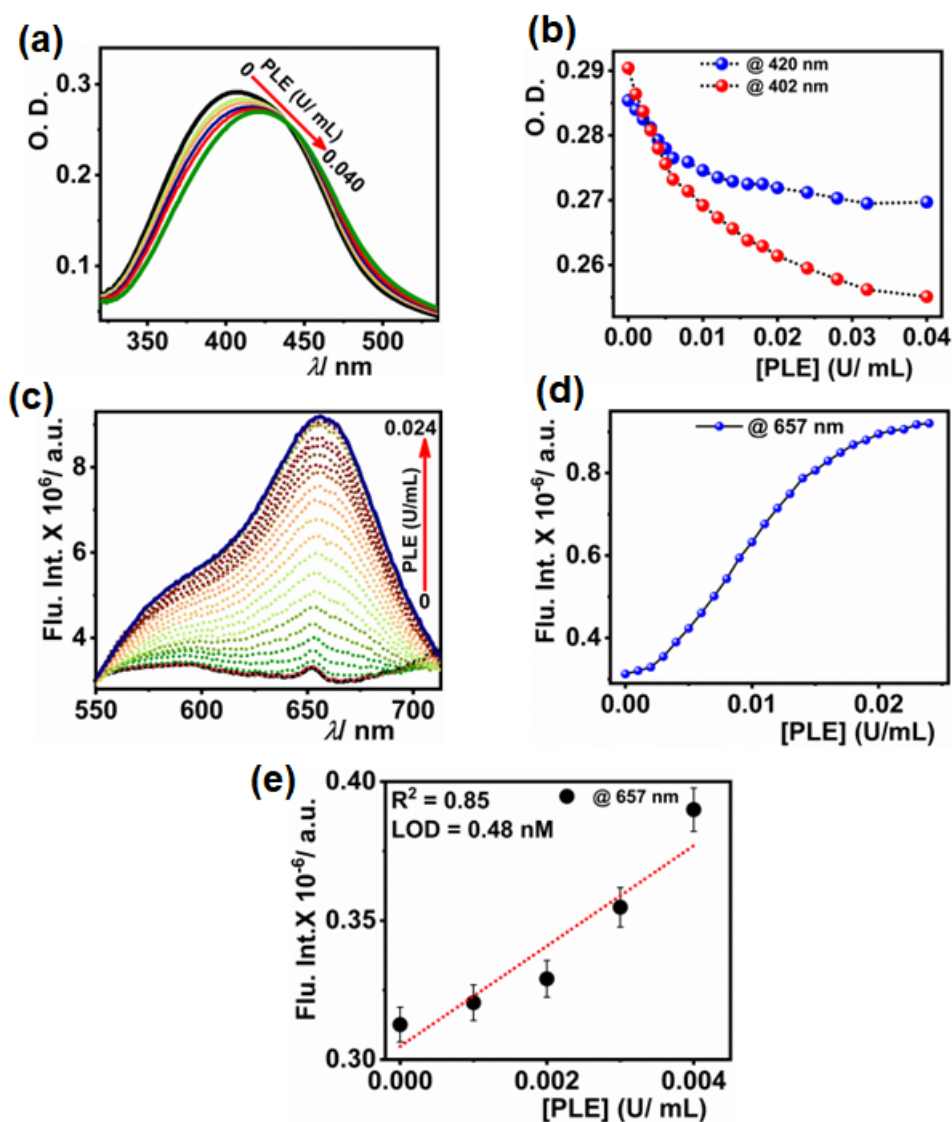 (a)
PLE (U/ mL)
0
0.040
O. D.
0.3
0.2
0.1
350 400 450 500
λ/ nm
(b)
@ 420 nm
@ 402 nm
O. D.
0.29
0.28
0.27
0.26
0.00 0.01 0.02 0.03 0.04
[PLE] (U/ mL)
(c)
0.024
PLE (U/mL)
0
Flu. Int. X 10⁶/ a.u.
8
6
4
550 600 650 700
λ/ nm
(d)
@ 657 nm
Flu. Int. X 10⁻⁶/ a.u.
0.8
0.6
0.4
0.00 0.01 0.02
[PLE] (U/mL)
(e)
R² = 0.85
LOD = 0.48 nM
@ 657 nm
Flu. Int.X 10⁻⁶/ a.u.
0.40
0.35
0.30
0.000 0.002 0.004
[PLE] (U/ mL)